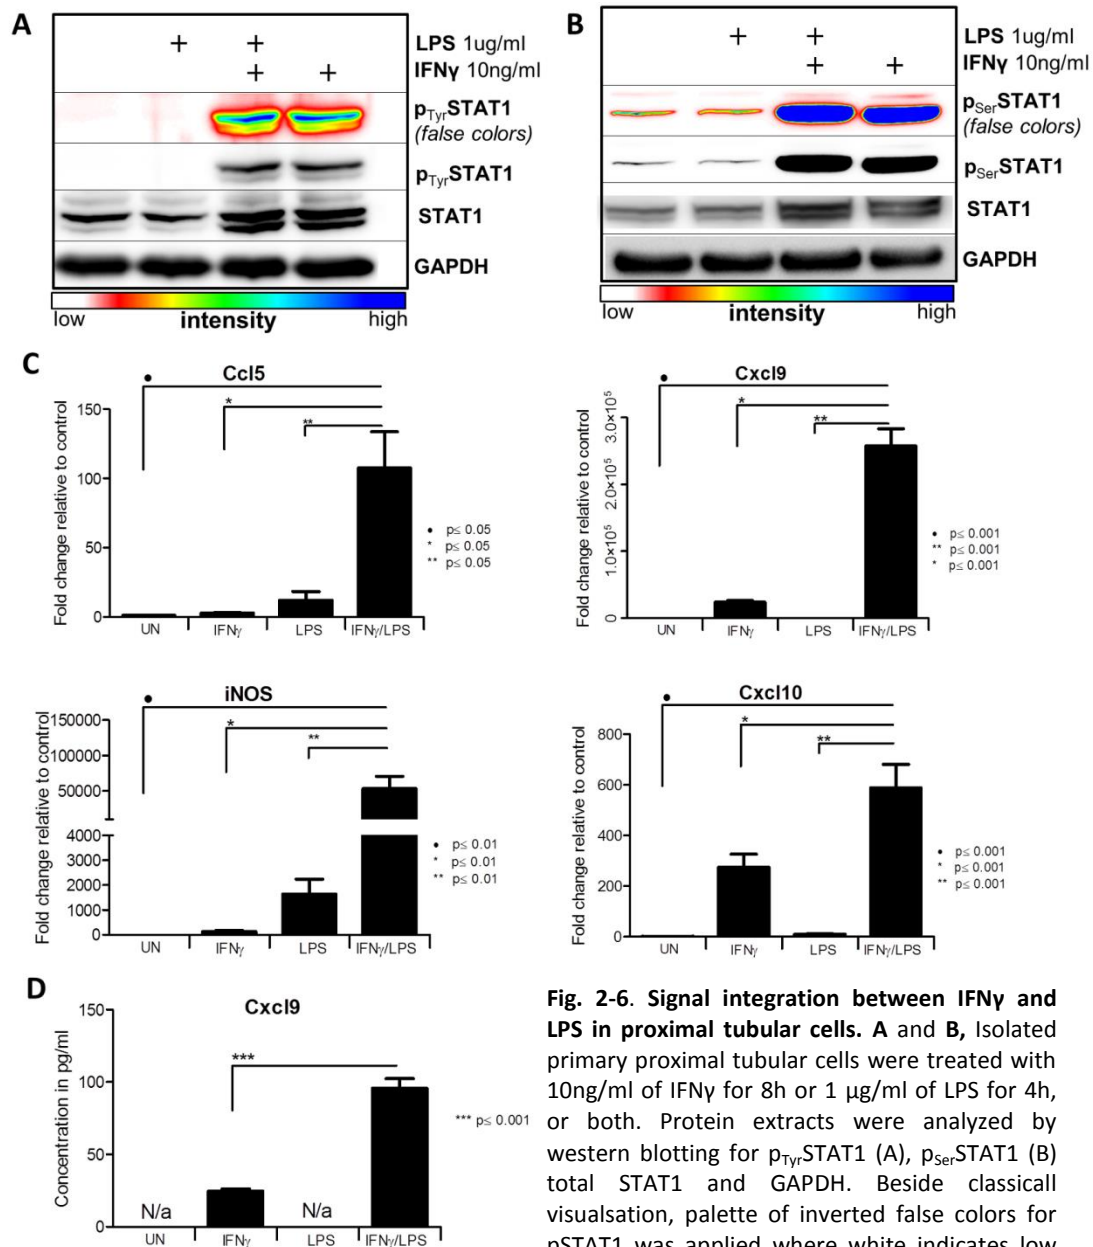 A
+ +
LPS 1ug/ml
+ +
IFNγ 10ng/ml
pTyrSTAT1
(false colors)
pTyrSTAT1
STAT1
GAPDH
low intensity high
B
+ +
LPS 1ug/ml
+ +
IFNγ 10ng/ml
pSerSTAT1
(false colors)
pSerSTAT1
STAT1
GAPDH
low intensity high
C
Ccl5
Fold change relative to control
150
100
50
0
UN IFNγ LPS IFNγ/LPS
•
*
**
• p≤ 0.05
* p≤ 0.05
** p≤ 0.05
Cxcl9
Fold change relative to control
3.0×10⁵
2.0×10⁵
1.0×10⁵
0
UN IFNγ LPS IFNγ/LPS
•
*
**
• p≤ 0.001
** p≤ 0.001
* p≤ 0.001
iNOS
Fold change relative to control
150000
100000
50000
4000
3000
2000
1000
0
UN IFNγ LPS IFNγ/LPS
•
*
**
• p≤ 0.01
* p≤ 0.01
** p≤ 0.01
Cxcl10
Fold change relative to control
800
600
400
200
0
UN IFNγ LPS IFNγ/LPS
•
*
**
• p≤ 0.001
* p≤ 0.001
** p≤ 0.001
D
Cxcl9
Concentration in pg/ml
150
100
50
0
N/a N/a
UN IFNγ LPS IFNγ/LPS
***
*** p≤ 0.001
Fig. 2-6. Signal integration between IFNγ and
LPS in proximal tubular cells. A and B, Isolated
primary proximal tubular cells were treated with
10ng/ml of IFNγ for 8h or 1 µg/ml of LPS for 4h,
or both. Protein extracts were analyzed by
western blotting for pTyrSTAT1 (A), pSerSTAT1 (B)
total STAT1 and GAPDH. Beside classicall
visualsation, palette of inverted false colors for
pSTAT1 was applied where white indicates low